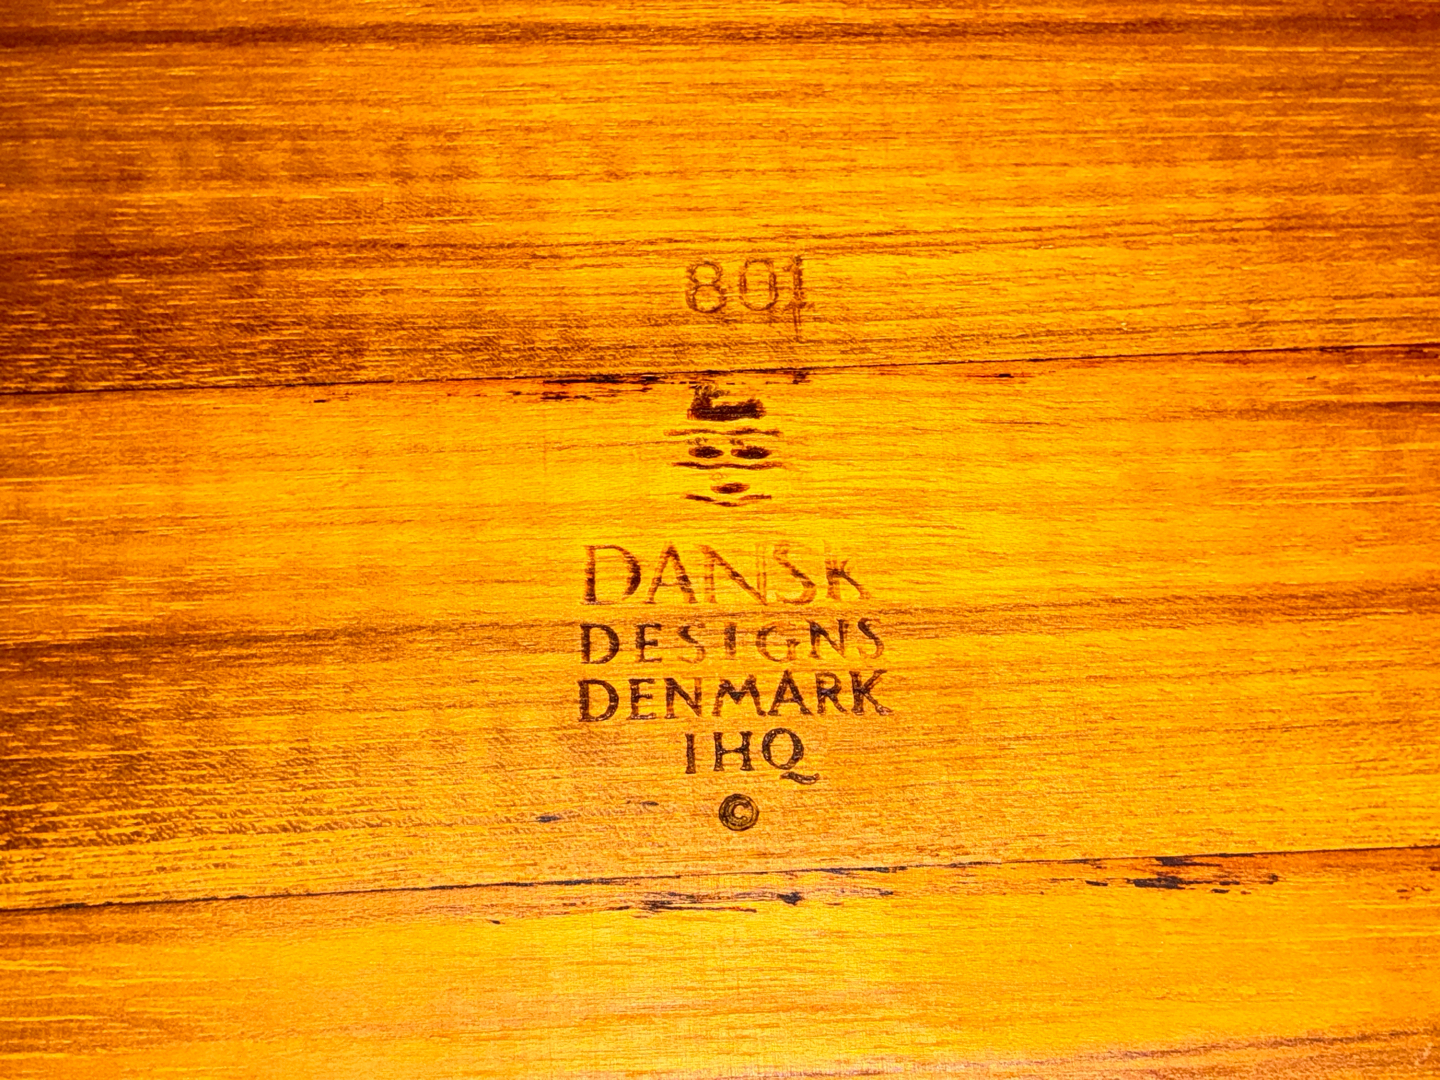 801
DANSK
DESIGNS
DENMARK
IHQ
©